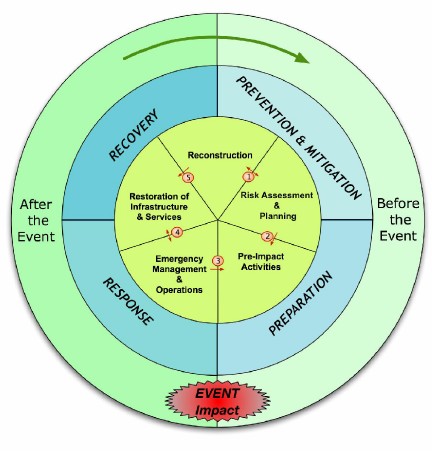 RECOVERY
PREVENTION & MITIGATION
Reconstruction
5
1
Restoration of
Infrastructure
& Services
Risk Assessment
&
Planning
After
the
Event
Before
the
Event
4
2
3
Emergency
Management
&
Operations
Pre-Impact
Activities
RESPONSE
PREPARATION
EVENT
Impact